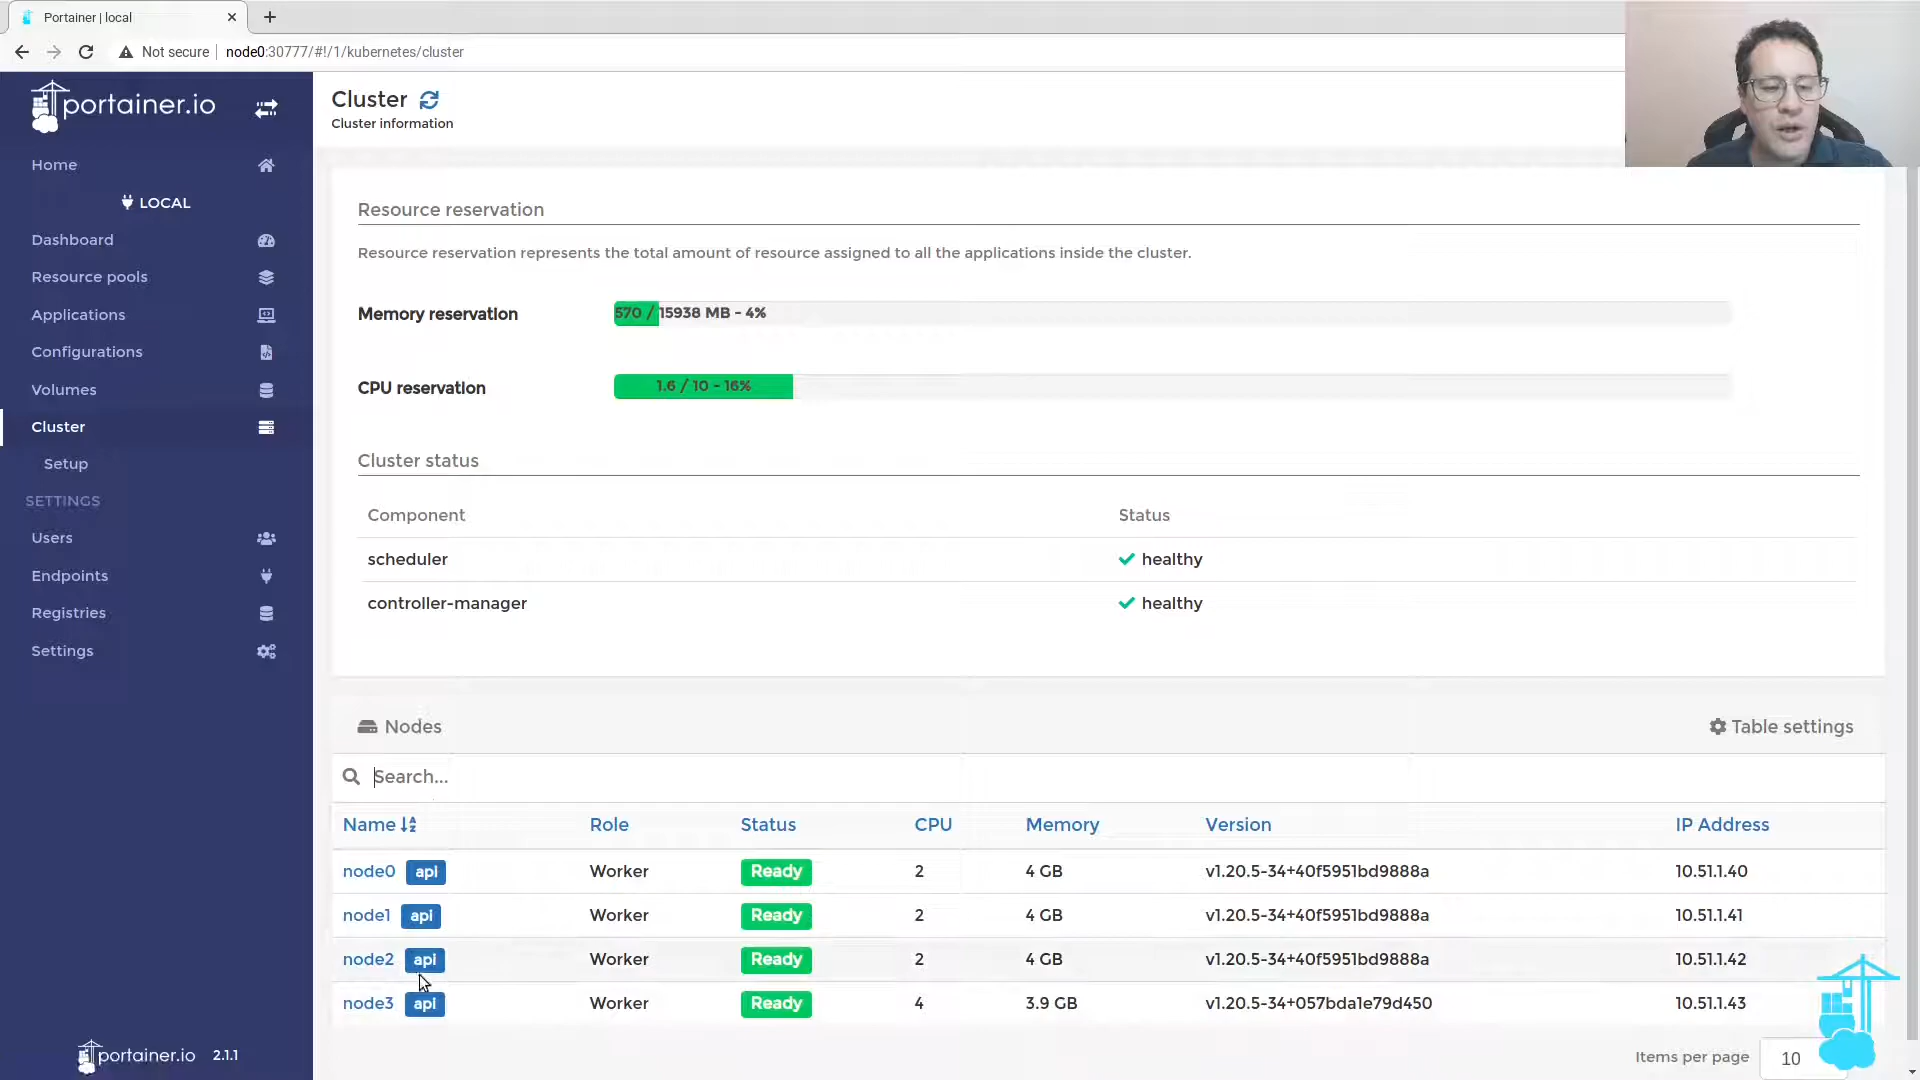 Portainer | local
Not secure node0:30777/#!/1/kubernetes/cluster
portainer.io
Home
LOCAL
Dashboard
Resource pools
Applications
Configurations
Volumes
Cluster
Setup
SETTINGS
Users
Endpoints
Registries
Settings
portainer.io 2.1.1
Cluster
Cluster information
Resource reservation
Resource reservation represents the total amount of resource assigned to all the applications inside the cluster.
Memory reservation 570 / 15938 MB - 4%
CPU reservation 1.6 / 10 - 16%
Cluster status
Component Status
scheduler healthy
controller-manager healthy
Nodes Table settings
Search...
Name Role Status CPU Memory Version IP Address
node0 api Worker Ready 2 4 GB v1.20.5-34+40f5951bd9888a 10.51.1.40
node1 api Worker Ready 2 4 GB v1.20.5-34+40f5951bd9888a 10.51.1.41
node2 api Worker Ready 2 4 GB v1.20.5-34+40f5951bd9888a 10.51.1.42
node3 api Worker Ready 4 3.9 GB v1.20.5-34+057bda1e79d450 10.51.1.43
Items per page 10